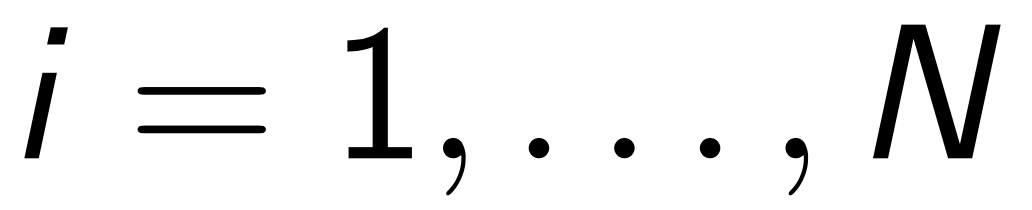 i = 1, . . . , N